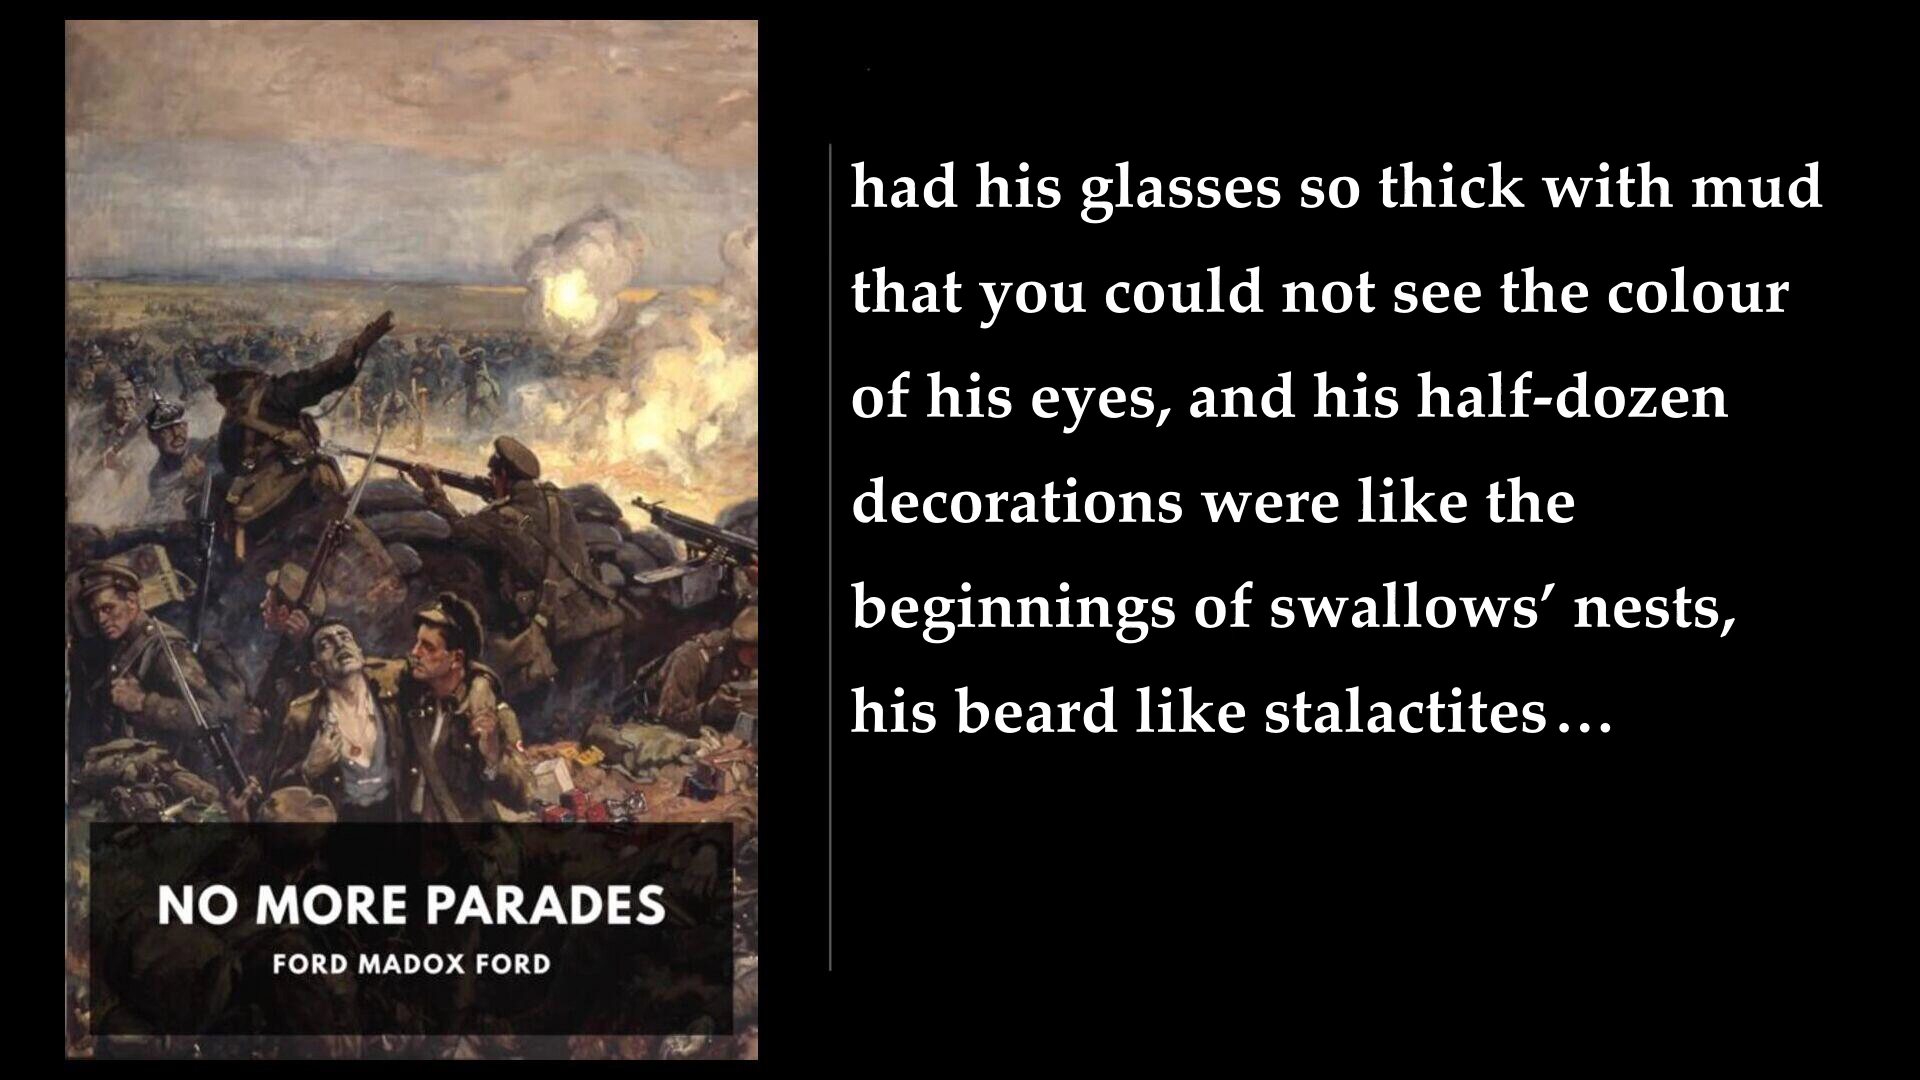 had his glasses so thick with mud
that you could not see the colour
of his eyes, and his half-dozen
decorations were like the
beginnings of swallows’ nests,
his beard like stalactites…
NO MORE PARADES
FORD MADOX FORD